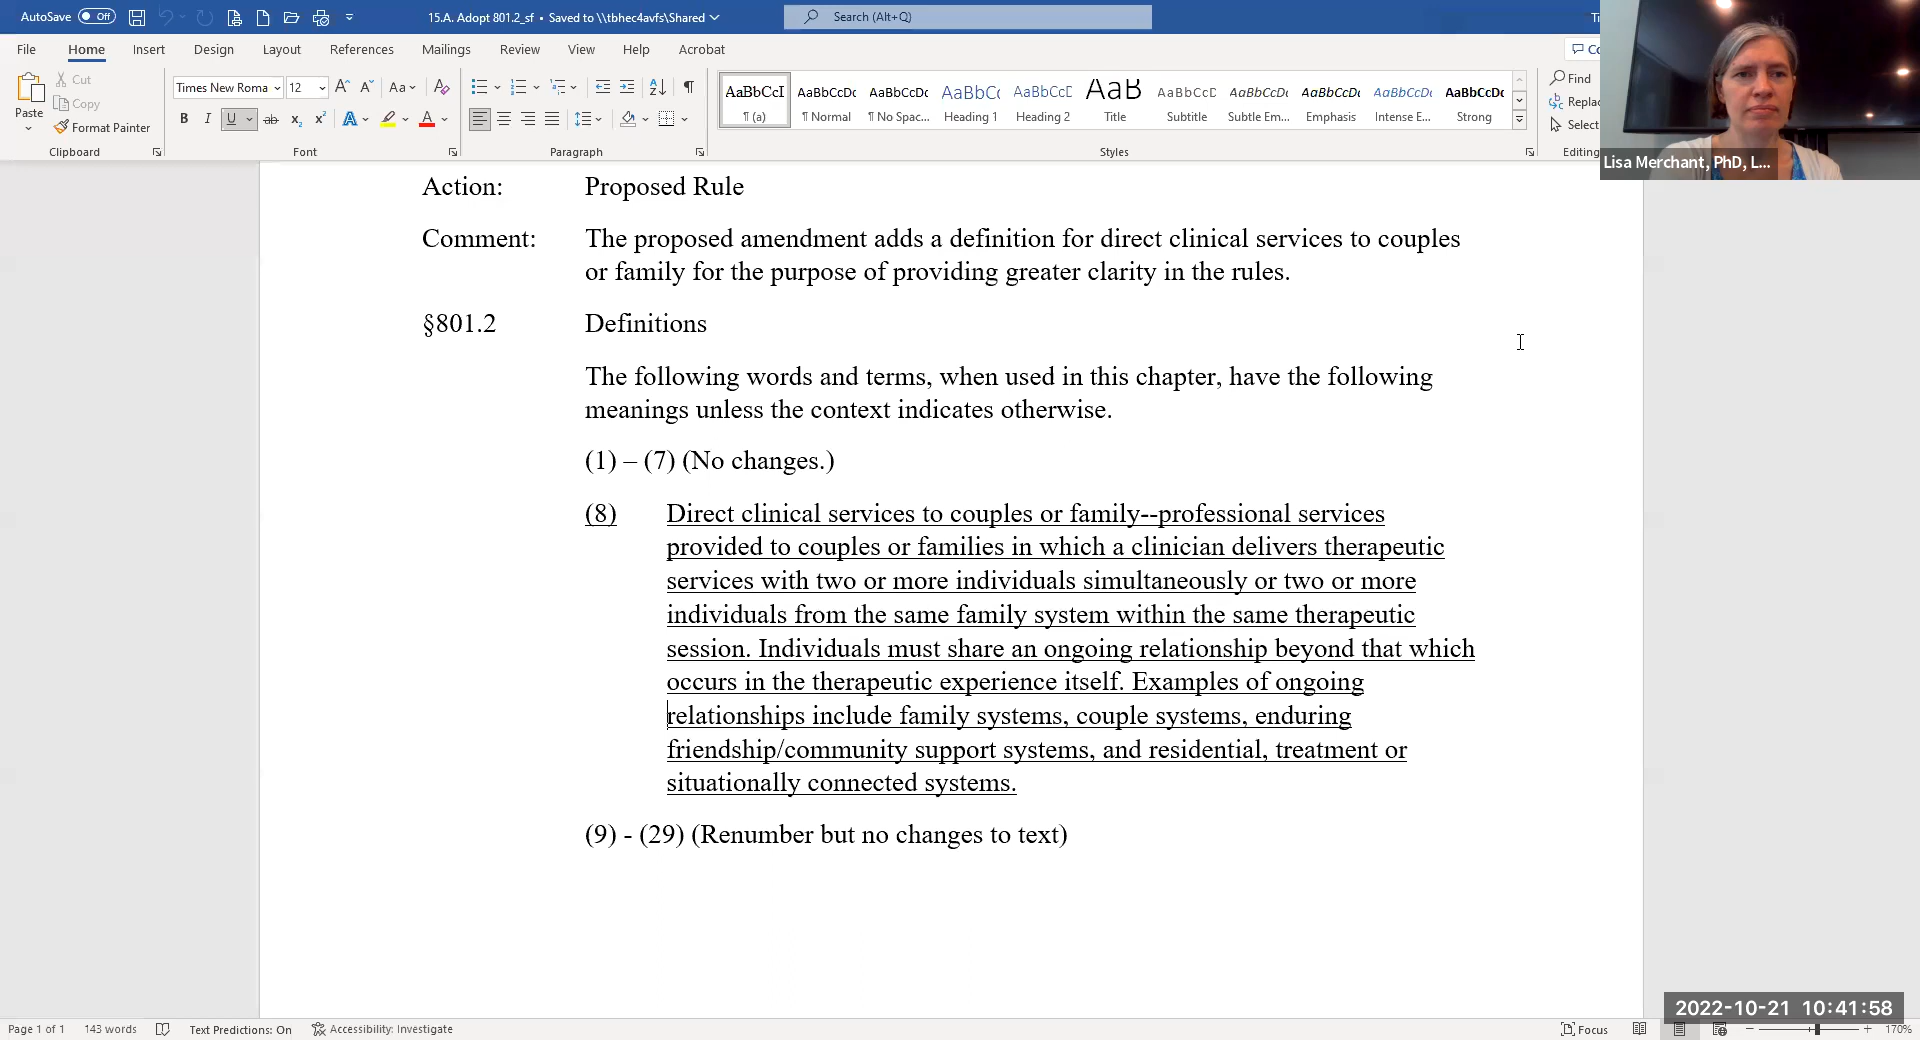 AutoSave Off 15.A. Adopt 801.2_sf • Saved to \\tbhec4avfs\Shared Search (Alt+Q)
File Home Insert Design Layout References Mailings Review View Help Acrobat
Cut
Copy
Paste
Format Painter
Clipboard
Times New Roma 12
Font
Paragraph
AaBbCcI AaBbCcDc AaBbCcDc AaBbCc AaBbCcD AaB AaBbCcD AaBbCcDc AaBbCcDc AaBbCcDc AaBbCcDc
¶ (a) ¶ Normal ¶ No Spac... Heading 1 Heading 2 Title Subtitle Subtle Em... Emphasis Intense E... Strong
Styles
Find
Replac
Select
Editing
Lisa Merchant, PhD, L...
Action: Proposed Rule
Comment: The proposed amendment adds a definition for direct clinical services to couples
or family for the purpose of providing greater clarity in the rules.
§801.2 Definitions
The following words and terms, when used in this chapter, have the following
meanings unless the context indicates otherwise.
(1) – (7) (No changes.)
(8) Direct clinical services to couples or family--professional services
provided to couples or families in which a clinician delivers therapeutic
services with two or more individuals simultaneously or two or more
individuals from the same family system within the same therapeutic
session. Individuals must share an ongoing relationship beyond that which
occurs in the therapeutic experience itself. Examples of ongoing
relationships include family systems, couple systems, enduring
friendship/community support systems, and residential, treatment or
situationally connected systems.
(9) - (29) (Renumber but no changes to text)
2022-10-21 10:41:58
Page 1 of 1 143 words Text Predictions: On Accessibility: Investigate Focus 170%